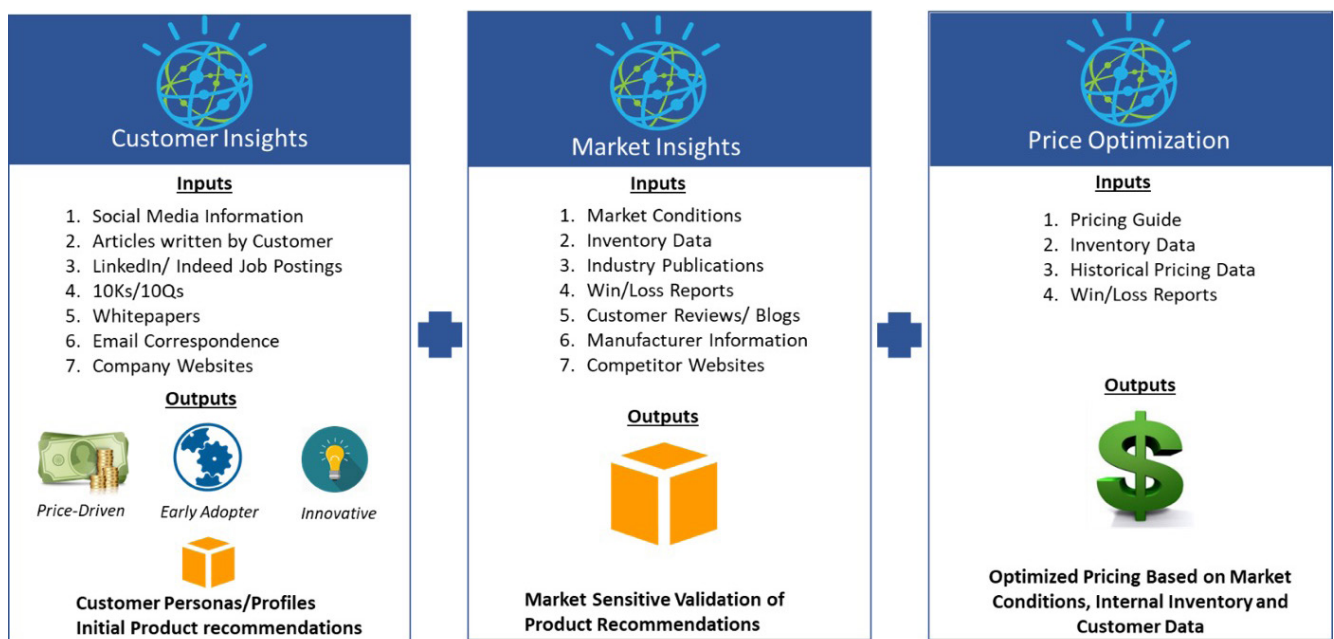 Customer Insights
Inputs
1. Social Media Information
2. Articles written by Customer
3. LinkedIn/ Indeed Job Postings
4. 10Ks/10Qs
5. Whitepapers
6. Email Correspondence
7. Company Websites
Outputs
Price-Driven
Early Adopter
Innovative
Customer Personas/Profiles
Initial Product recommendations
Market Insights
Inputs
1. Market Conditions
2. Inventory Data
3. Industry Publications
4. Win/Loss Reports
5. Customer Reviews/ Blogs
6. Manufacturer Information
7. Competitor Websites
Outputs
Market Sensitive Validation of
Product Recommendations
Price Optimization
Inputs
1. Pricing Guide
2. Inventory Data
3. Historical Pricing Data
4. Win/Loss Reports
Outputs
$
Optimized Pricing Based on Market
Conditions, Internal Inventory and
Customer Data